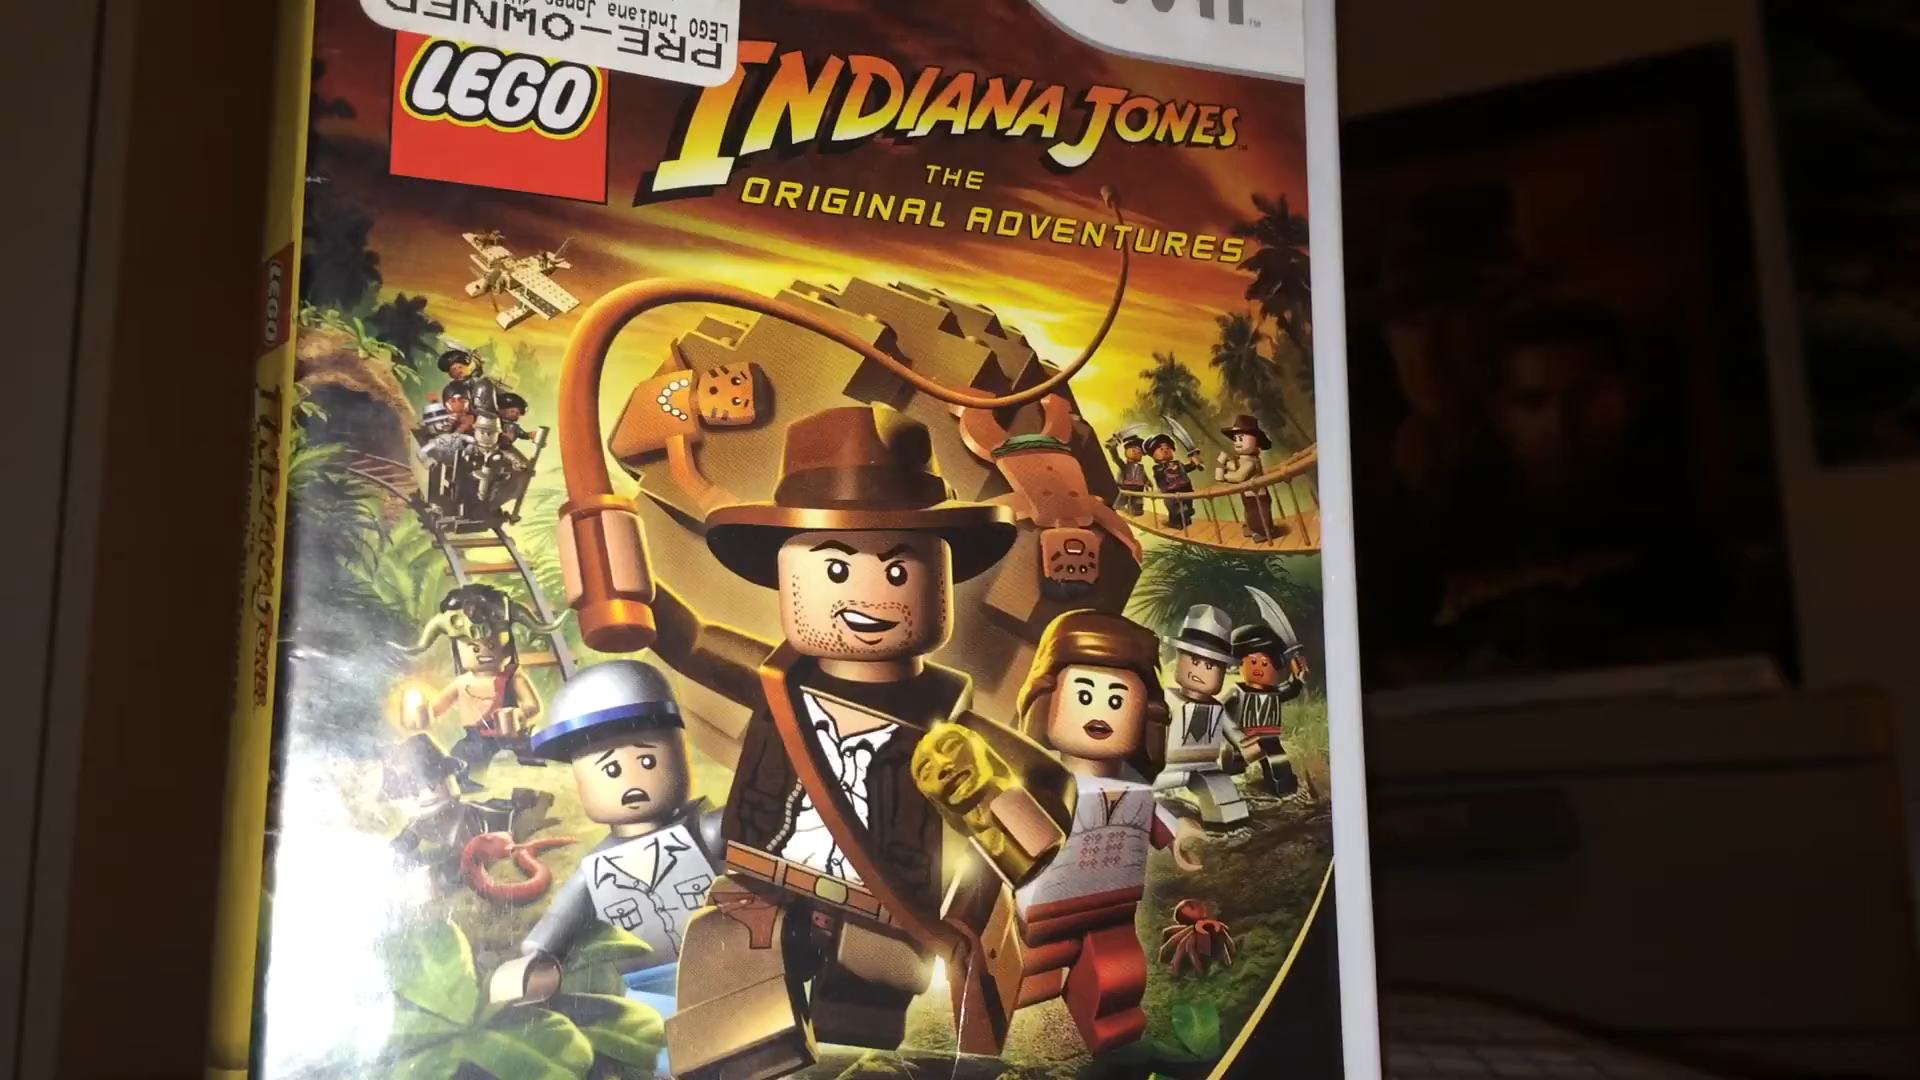 PRE-OWNED
LEGO Indiana Jones
LEGO
INDIANA JONES
THE
ORIGINAL ADVENTURES
LEGO
INDIANA JONES